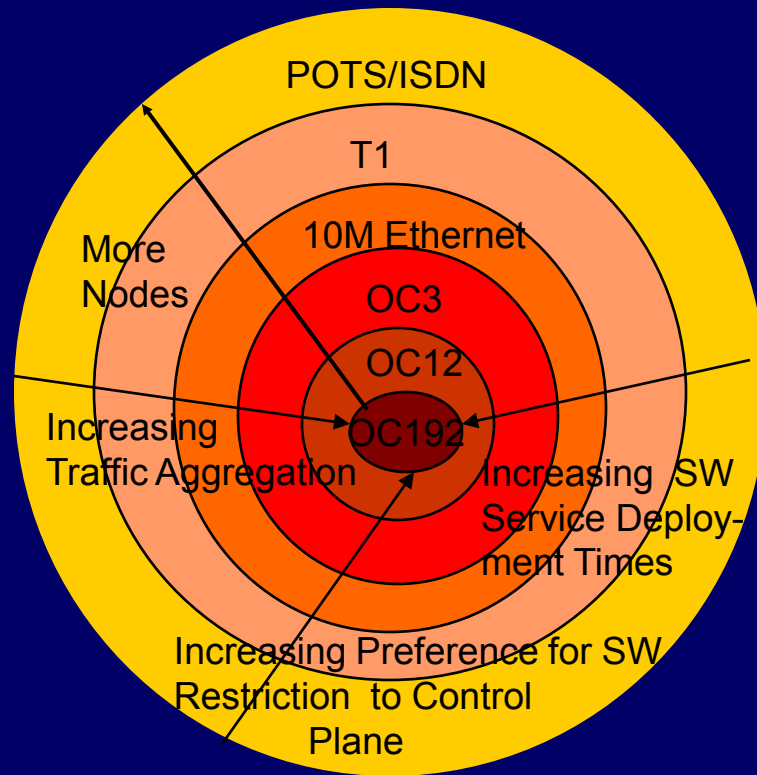 POTS/ISDN
T1
10M Ethernet
More
Nodes
OC3
OC12
OC192
Increasing
Traffic Aggregation
Increasing SW
Service Deploy-
ment Times
Increasing Preference for SW
Restriction to Control
Plane